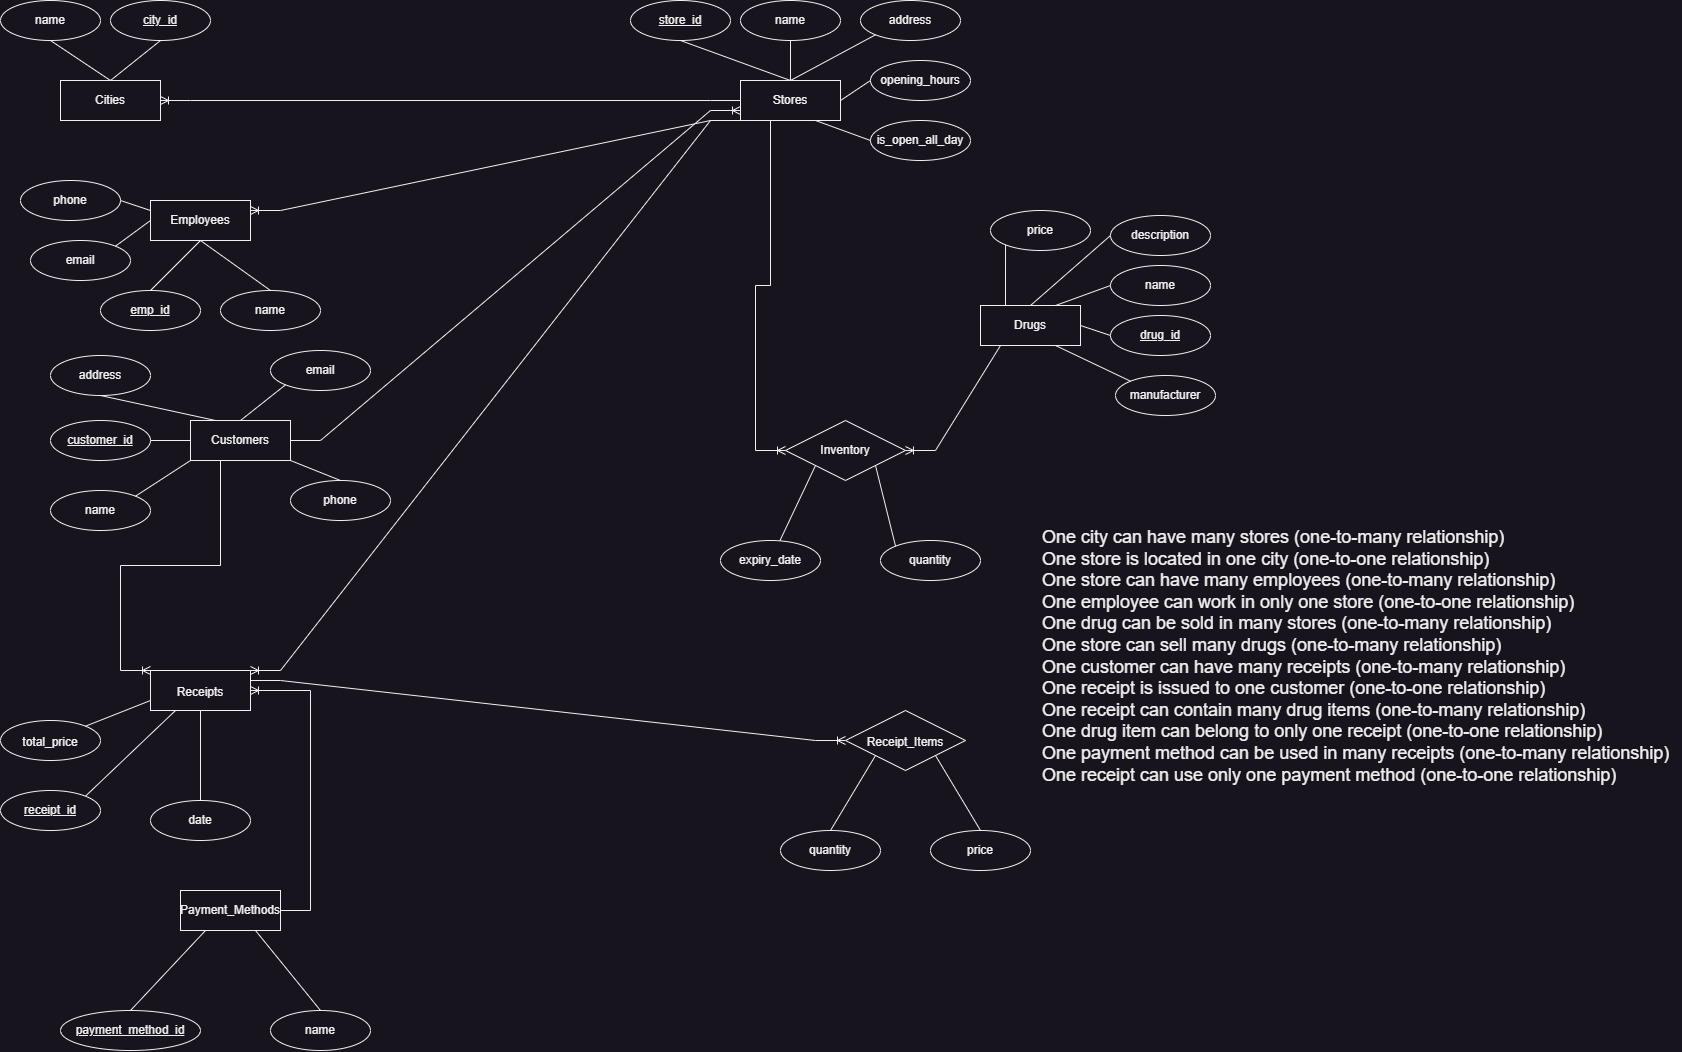 name
city_id
store_id
name
address
Cities
Stores
opening_hours
is_open_all_day
phone
Employees
email
emp_id
name
price
description
name
Drugs
drug_id
manufacturer
address
email
customer_id
Customers
name
phone
Inventory
expiry_date
quantity
One city can have many stores (one-to-many relationship)
One store is located in one city (one-to-one relationship)
One store can have many employees (one-to-many relationship)
One employee can work in only one store (one-to-one relationship)
One drug can be sold in many stores (one-to-many relationship)
One store can sell many drugs (one-to-many relationship)
One customer can have many receipts (one-to-many relationship)
One receipt is issued to one customer (one-to-one relationship)
One receipt can contain many drug items (one-to-many relationship)
One drug item can belong to only one receipt (one-to-one relationship)
One payment method can be used in many receipts (one-to-many relationship)
One receipt can use only one payment method (one-to-one relationship)
Receipts
total_price
receipt_id
date
Receipt_Items
quantity
price
Payment_Methods
payment_method_id
name